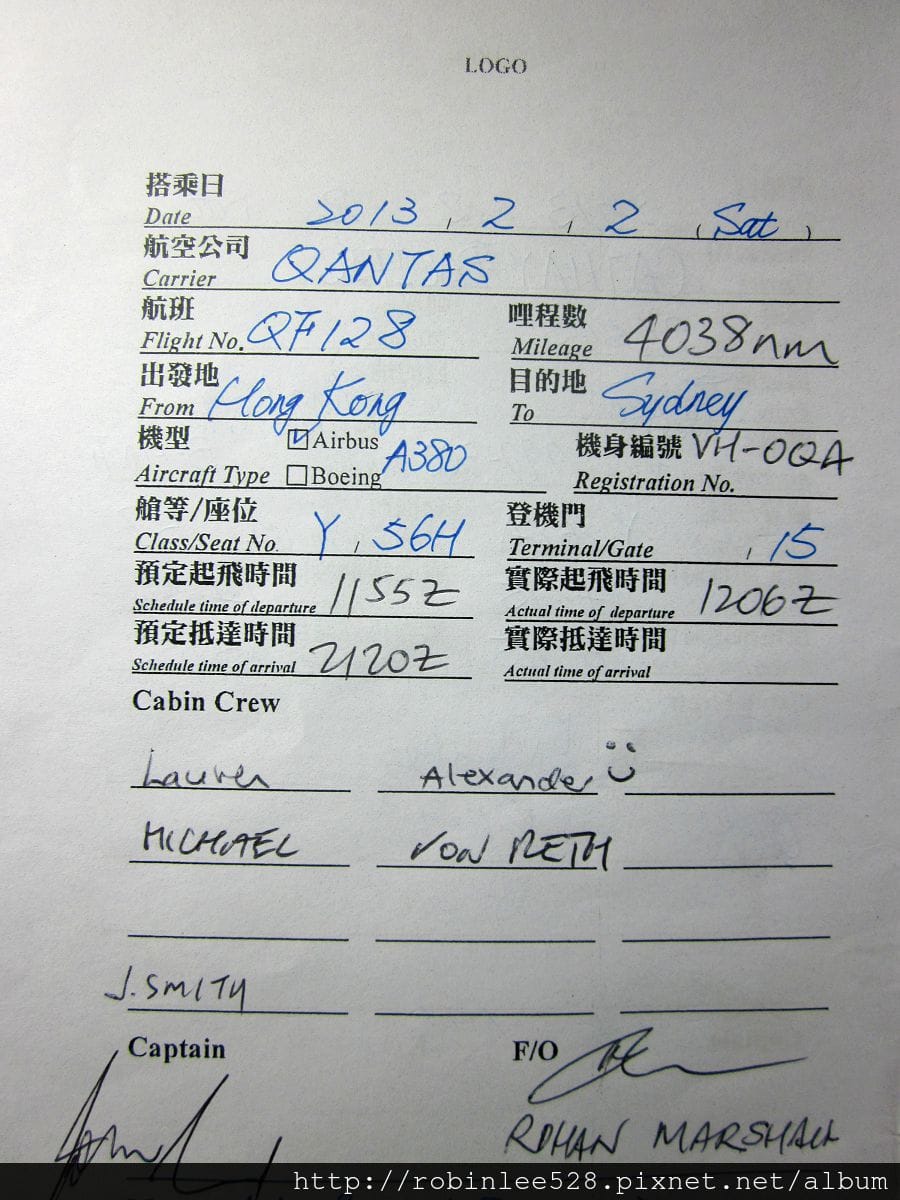 LOGO
搭乘日
Date 2013 , 2 , 2 ( Sat )
航空公司
Carrier QANTAS
航班 哩程數
Flight No. QF128 Mileage 4038nm
出發地 目的地
From Hong Kong To Sydney
機型 ☑Airbus A380 機身編號 VH-OQA
Aircraft Type ☐Boeing Registration No.
艙等/座位 登機門
Class/Seat No. Y , 56H Terminal/Gate , 15
預定起飛時間 實際起飛時間
Schedule time of departure 1155Z Actual time of departure 1206Z
預定抵達時間 實際抵達時間
Schedule time of arrival 2120Z Actual time of arrival
Cabin Crew
Lauren Alexander
MICHAEL VON RETH
J. SMITH
Captain F/O
ROHAN MARSHALL
http://robinlee528.pixnet.net/album